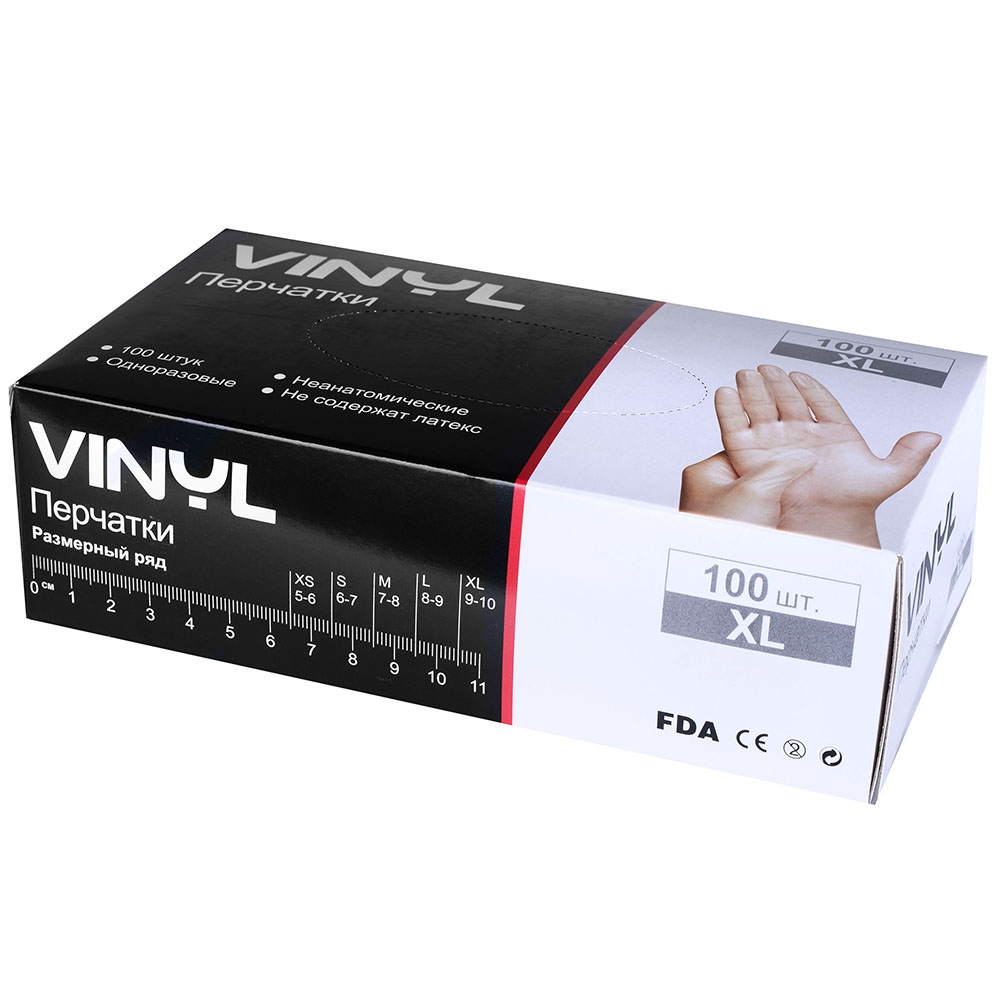 VINYL
Перчатки
100 штук
Одноразовые
Неанатомические
Не содержат латекс
100 шт.
XL
VINYL
Перчатки
Размерный ряд
XS S M L XL
5-6 6-7 7-8 8-9 9-10
0 см 1 2 3 4 5 6 7 8 9 10 11
100 шт.
XL
FDA CE 2
VINYL
Перчатки